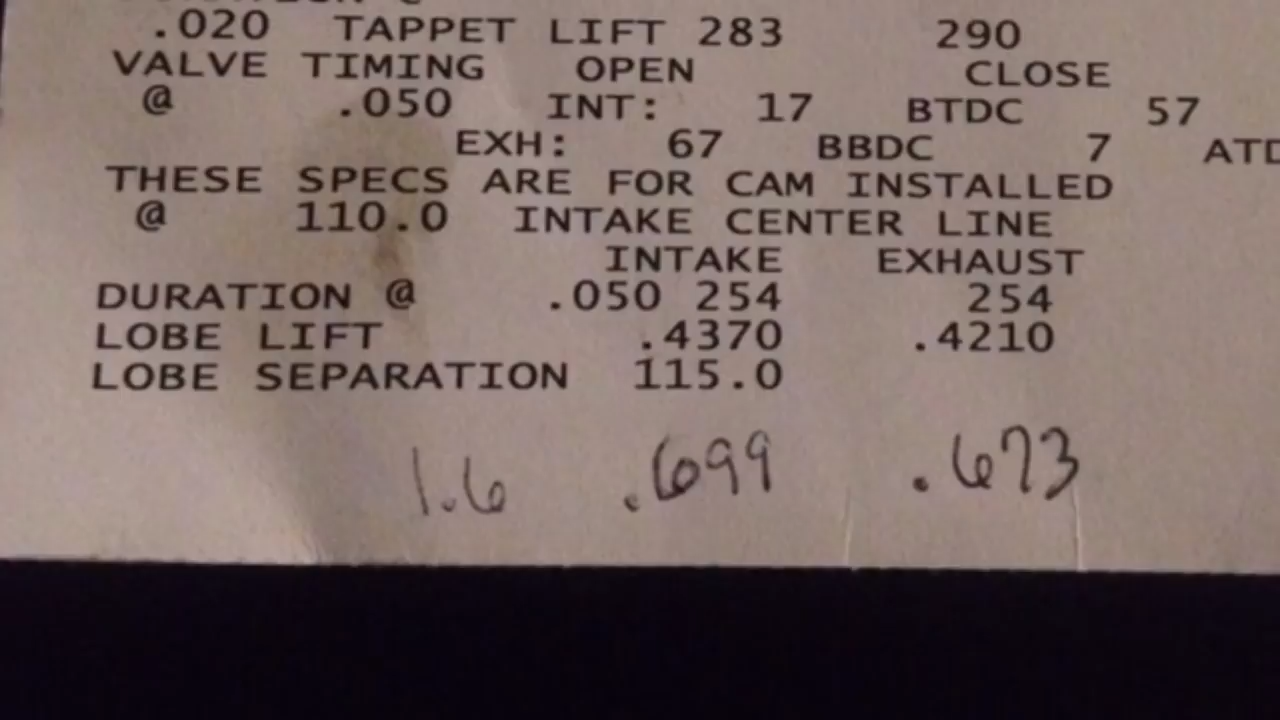 .020 TAPPET LIFT 283 290
VALVE TIMING OPEN CLOSE
@ .050 INT: 17 BTDC 57
EXH: 67 BBDC 7
THESE SPECS ARE FOR CAM INSTALLED
@ 110.0 INTAKE CENTER LINE
INTAKE EXHAUST
DURATION @ .050 254 254
LOBE LIFT .4370 .4210
LOBE SEPARATION 115.0
1.6 .699 .673